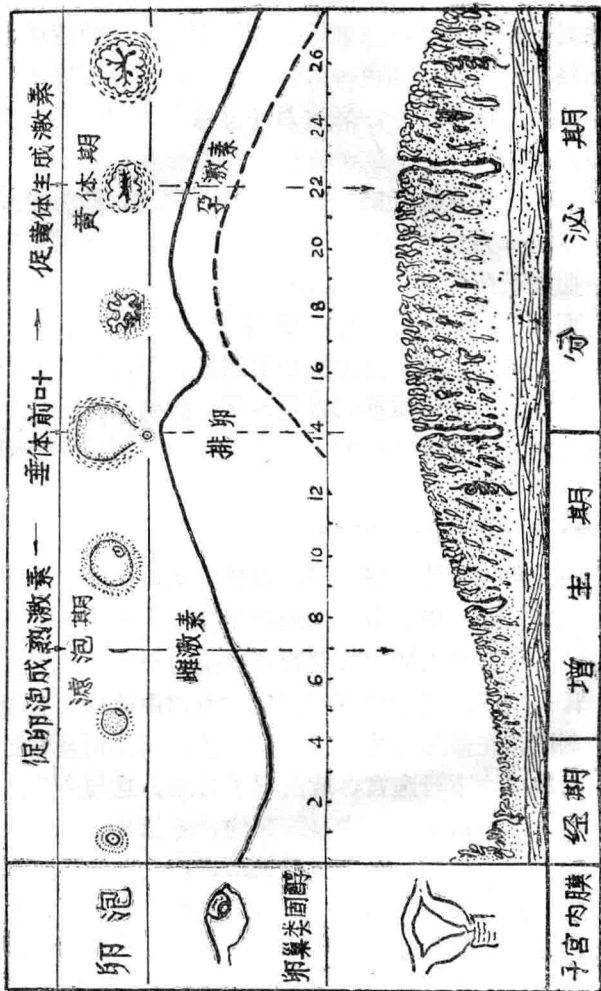 促卵泡成熟激素 ← 垂体前叶 → 促黄体生成激素
卵泡
滤泡期
黄体期
卵巢类固醇
雌激素
排卵
孕激素
2 4 6 8 10 12 14 16 18 20 22 24 26
子宫内膜
经期
增生期
分泌期